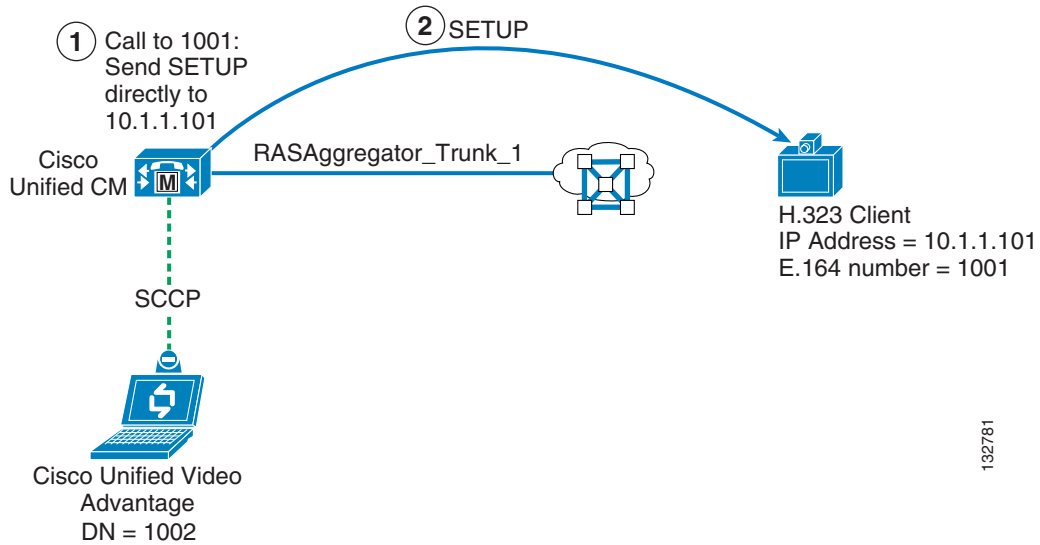 1
Call to 1001:
Send SETUP
directly to
10.1.1.101
2
SETUP
Cisco
Unified CM
M
RASAggregator_Trunk_1
H.323 Client
IP Address = 10.1.1.101
E.164 number = 1001
SCCP
Cisco Unified Video
Advantage
DN = 1002
132781